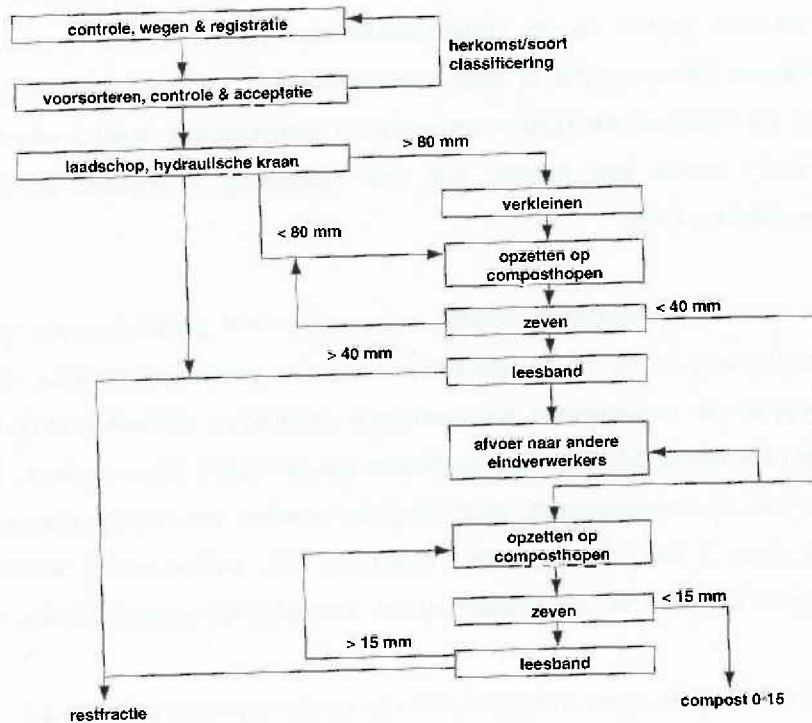 controle, wegen & registratie
herkomst/soort
classificering
voorsorteren, controle & acceptatie
> 80 mm
laadschop, hydraulische kraan
verkleinen
< 80 mm
opzetten op
composthopen
< 40 mm
zeven
> 40 mm
leesband
afvoer naar andere
eindverwerkers
opzetten op
composthopen
< 15 mm
zeven
> 15 mm
leesband
restfractie
compost 0-15